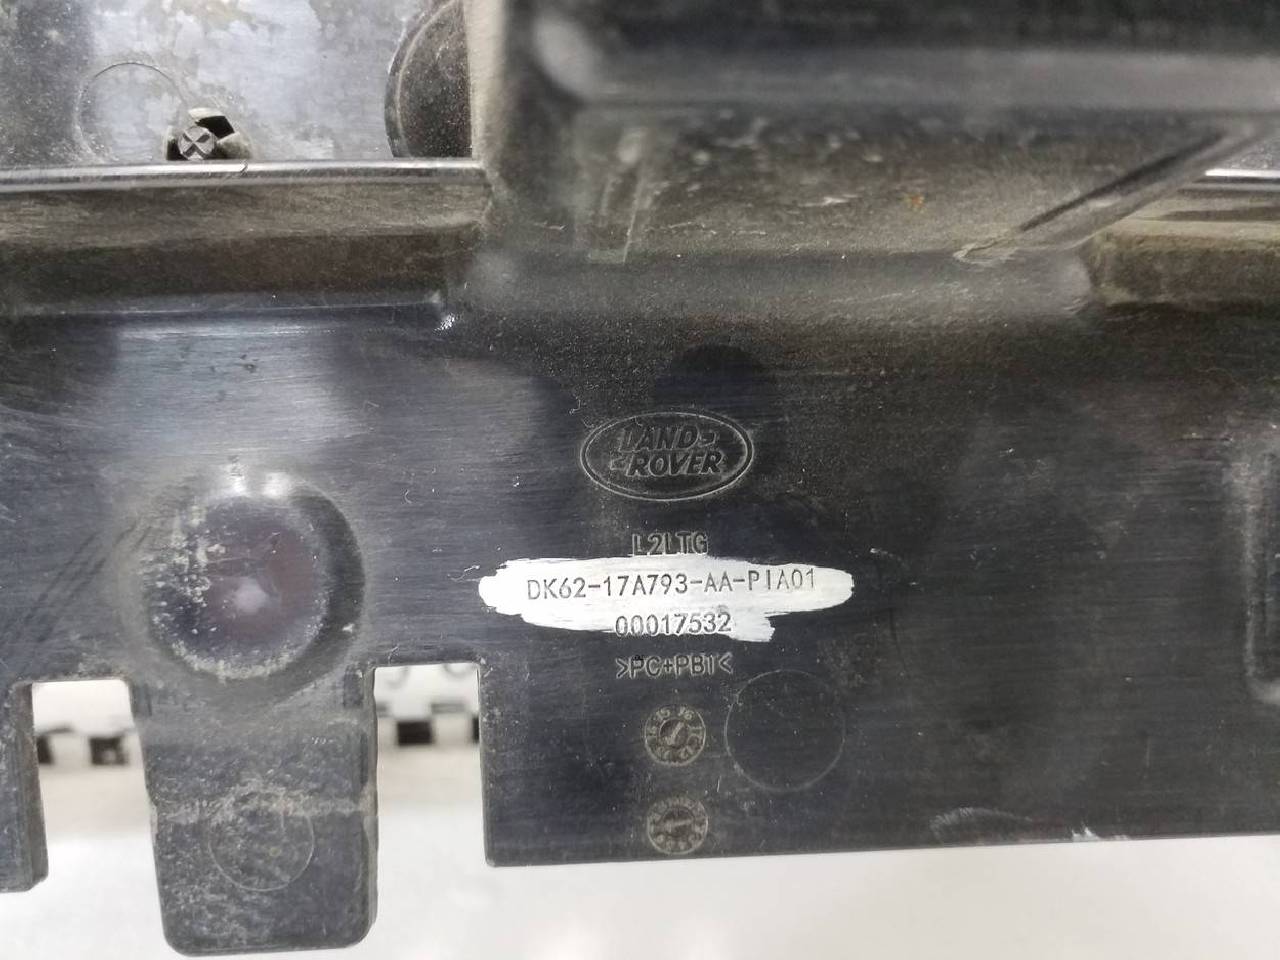 LAND
ROVER
L2LTG
DK62-17A793-AA-PIA01
00017532
>PC+PBT<